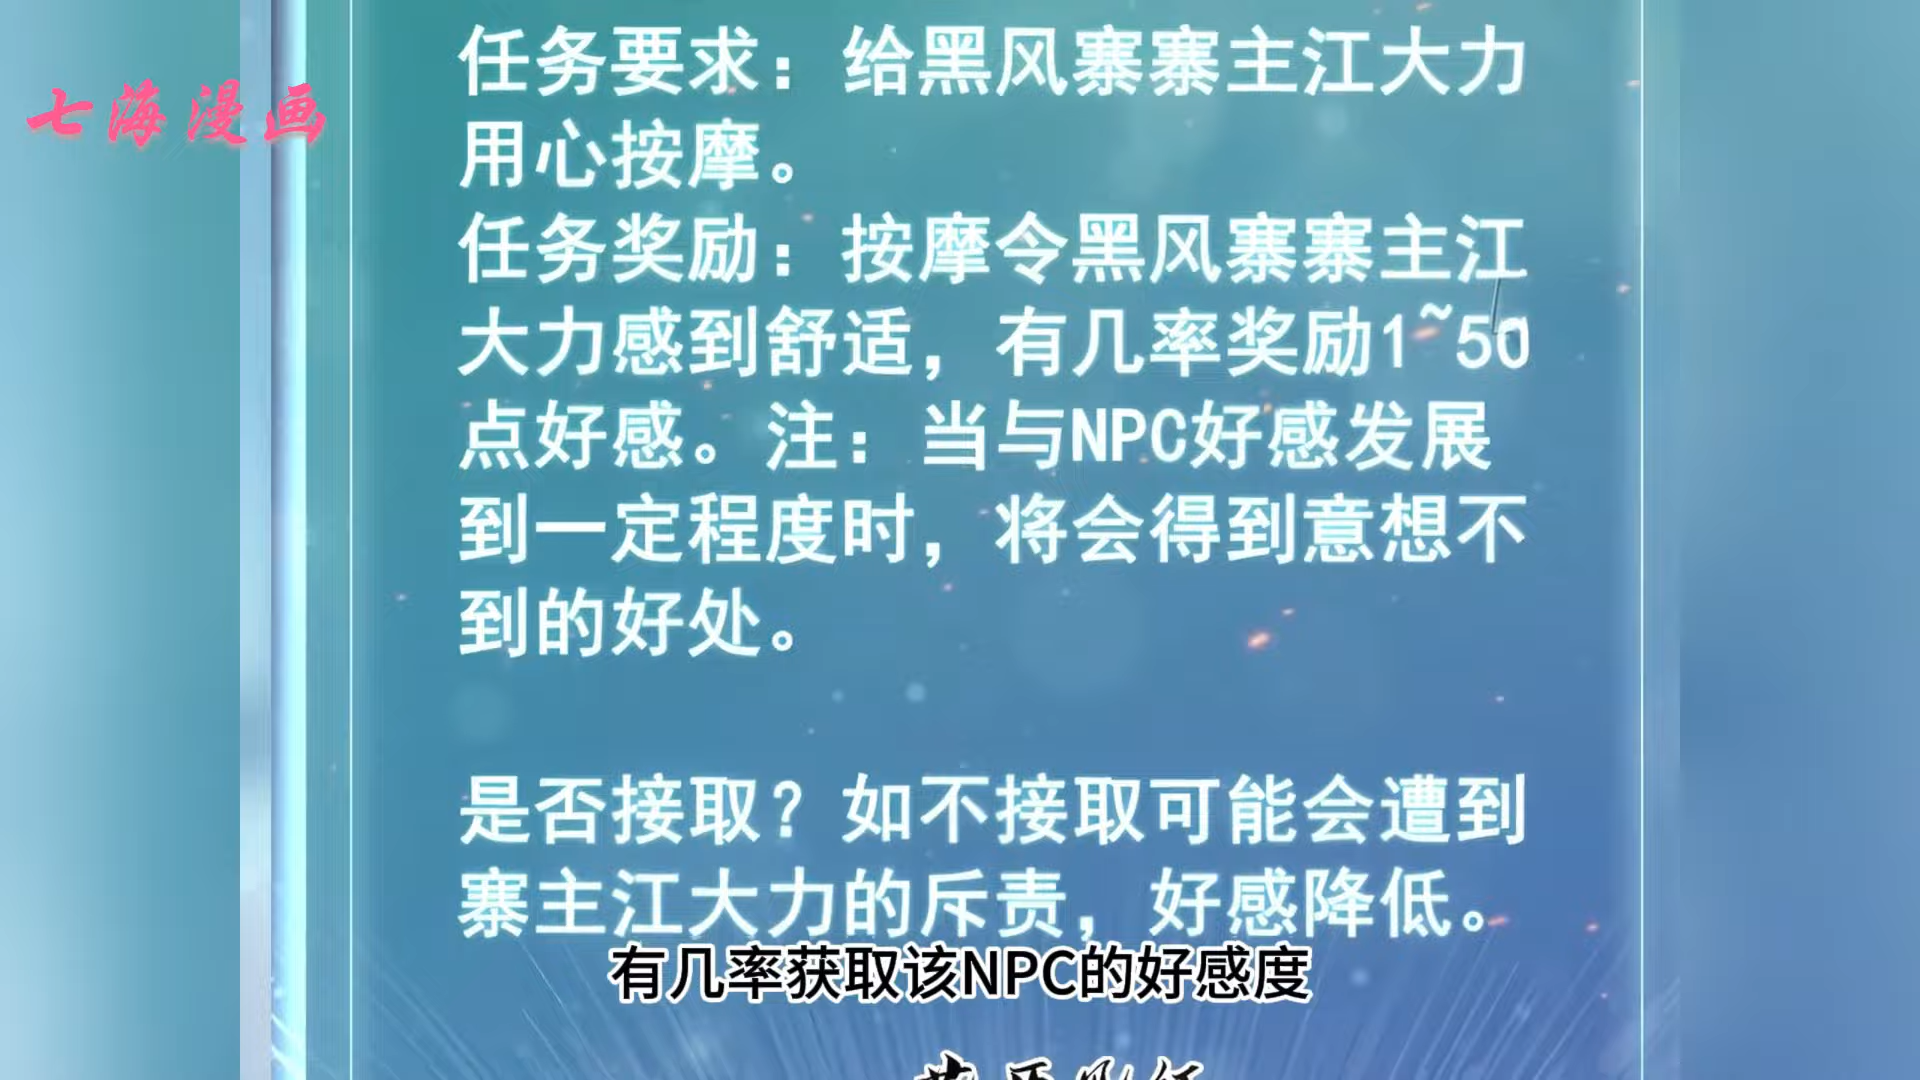 七海漫画
任务要求：给黑风寨寨主江大力
用心按摩。
任务奖励：按摩令黑风寨寨主江
大力感到舒适，有几率奖励1~50
点好感。注：当与NPC好感发展
到一定程度时，将会得到意想不
到的好处。
是否接取？如不接取可能会遭到
寨主江大力的斥责，好感降低。
有几率获取该NPC的好感度